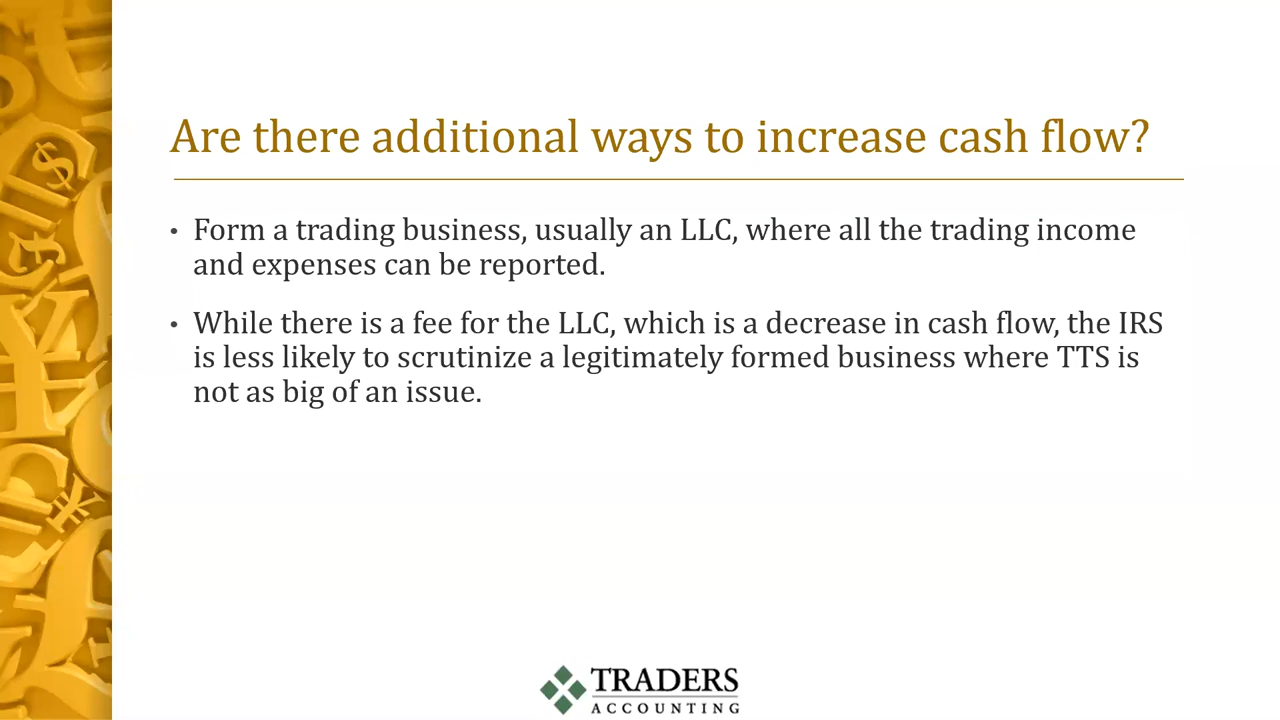 Are there additional ways to increase cash flow?
• Form a trading business, usually an LLC, where all the trading income
and expenses can be reported.
• While there is a fee for the LLC, which is a decrease in cash flow, the IRS
is less likely to scrutinize a legitimately formed business where TTS is
not as big of an issue.
TRADERS
ACCOUNTING